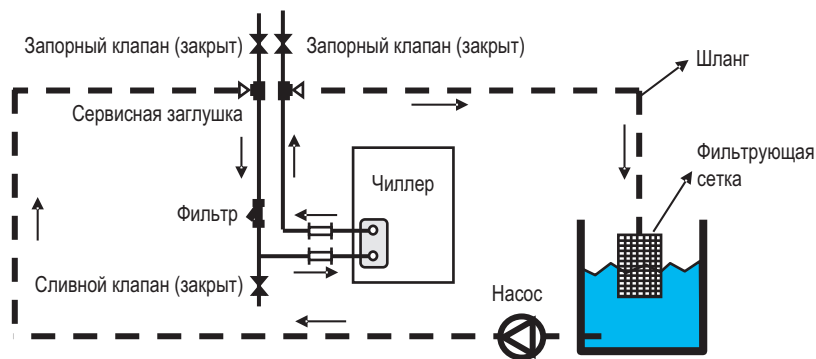 Запорный клапан (закрыт)
Запорный клапан (закрыт)
Шланг
Сервисная заглушка
Фильтрующая
сетка
Чиллер
Фильтр
Сливной клапан (закрыт)
Насос